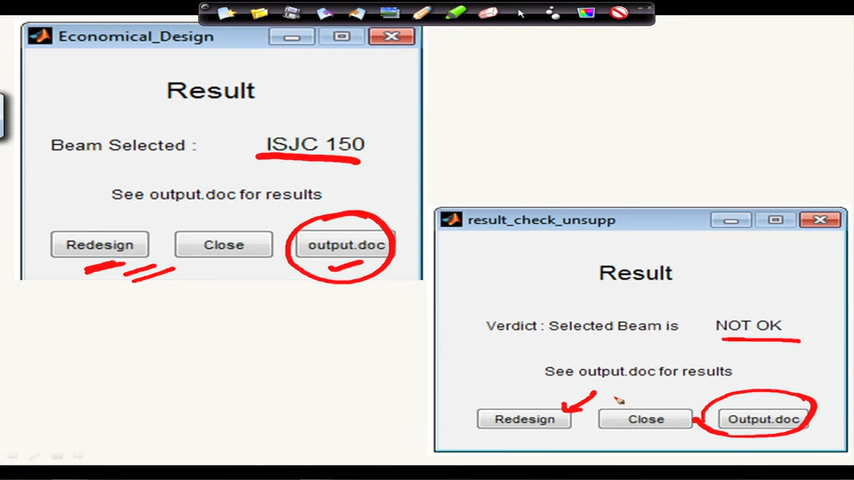 Economical_Design
Result
Beam Selected : ISJC 150
See output.doc for results
Redesign Close output.doc
result_check_unsupp
Result
Verdict : Selected Beam is NOT OK
See output.doc for results
Redesign Close Output.doc